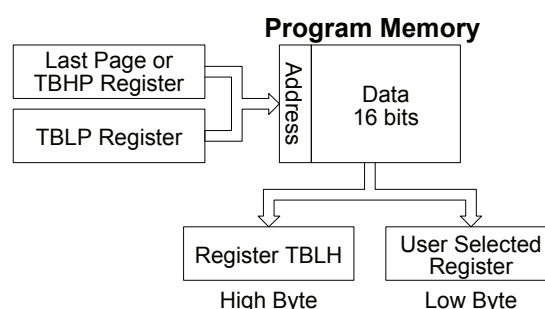 Program Memory
Last Page or
TBHP Register
TBLP Register
Address
Data
16 bits
Register TBLH
High Byte
User Selected
Register
Low Byte